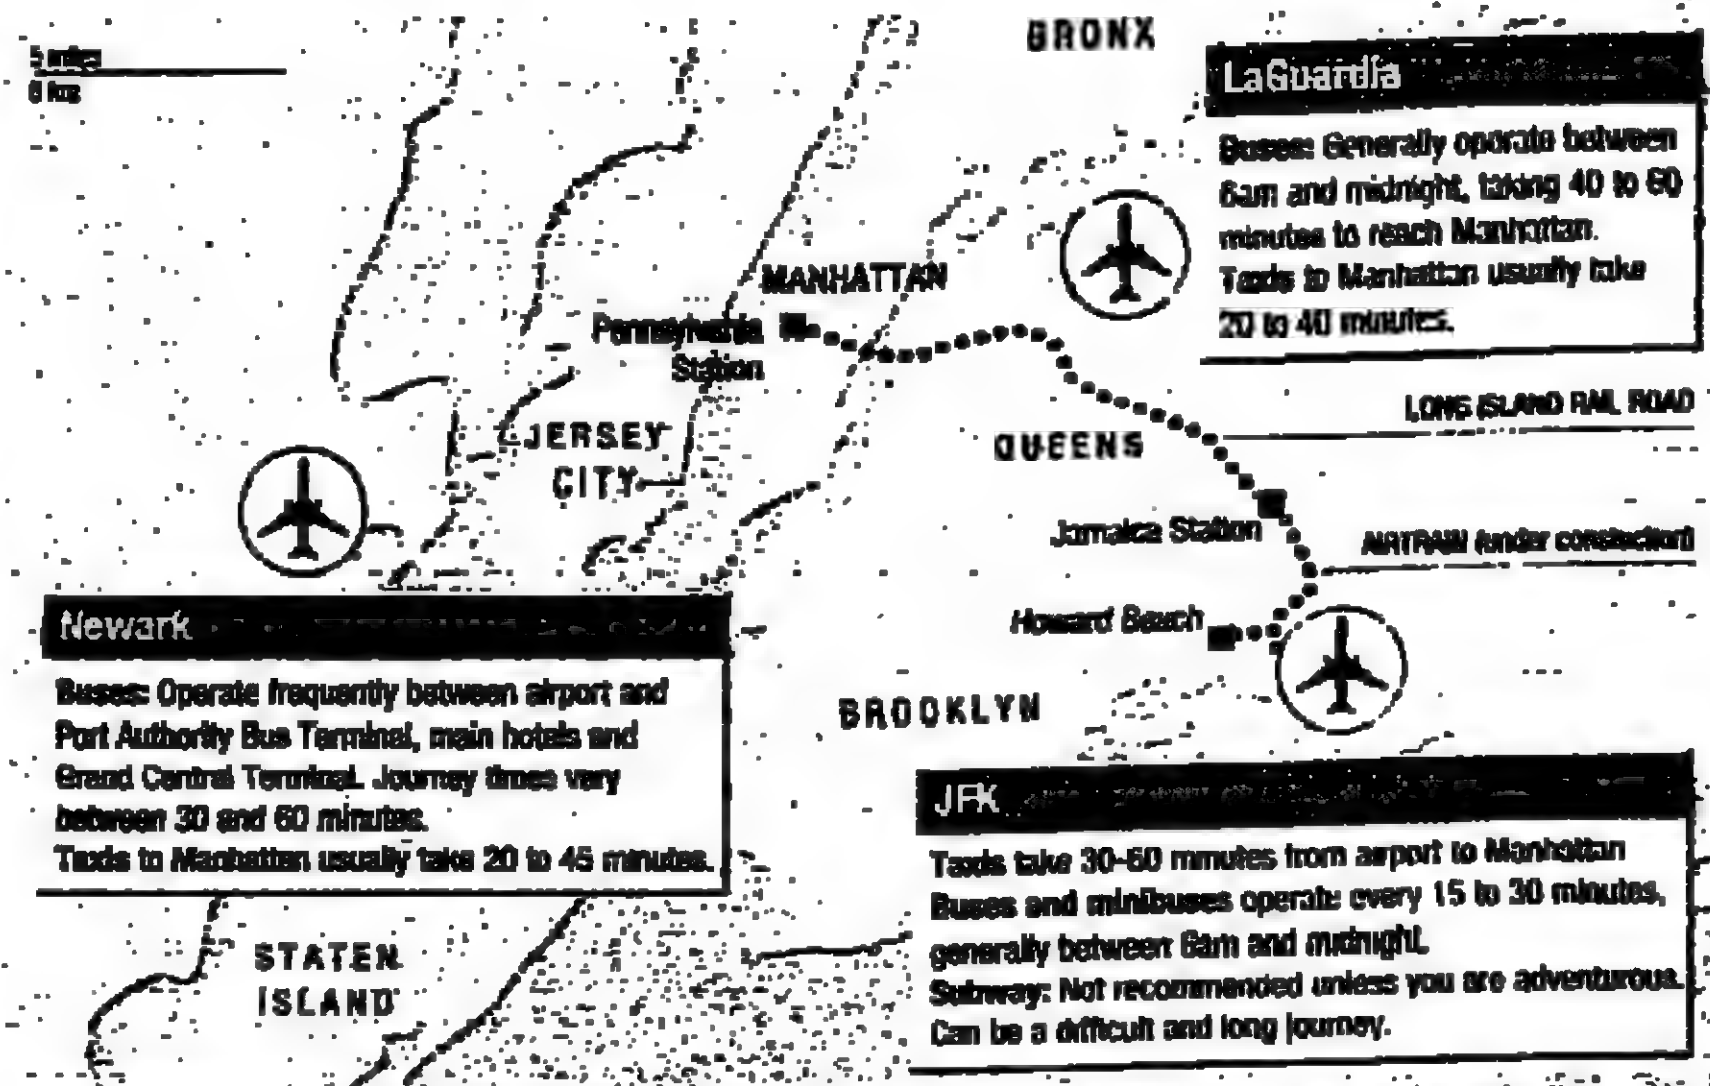 5 miles
8 kms
BRONX
LaGuardia
Buses: Generally operate between
6am and midnight, taking 40 to 60
minutes to reach Manhattan.
Taxis to Manhattan usually take
20 to 40 minutes.
MANHATTAN
Pennsylvania
Station
LONG ISLAND RAIL ROAD
JERSEY
CITY
QUEENS
Jamaica Station
AIRTRAIN (under construction)
Howard Beach
Newark
Buses: Operate frequently between airport and
Port Authority Bus Terminal, main hotels and
Grand Central Terminal. Journey times vary
between 30 and 60 minutes.
Taxis to Manhattan usually take 20 to 45 minutes.
BROOKLYN
JFK
Taxis take 30-60 minutes from airport to Manhattan
Buses and minibuses operate every 15 to 30 minutes,
generally between 6am and midnight.
Subway: Not recommended unless you are adventurous.
Can be a difficult and long journey.
STATEN
ISLAND